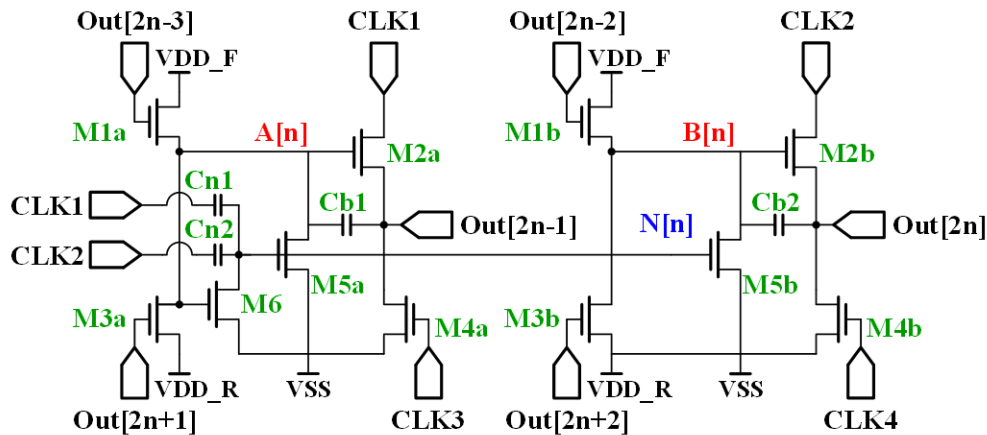 Out[2n-3] CLK1 Out[2n-2] CLK2
VDD_F VDD_F
M1a A[n] M2a M1b B[n] M2b
Cn1
CLK1 Cb1 Cb2
Cn2 Out[2n-1] N[n] Out[2n]
CLK2
M5a M5b
M3a M6 M4a M3b M4b
VDD_R VSS VDD_R VSS
Out[2n+1] CLK3 Out[2n+2] CLK4